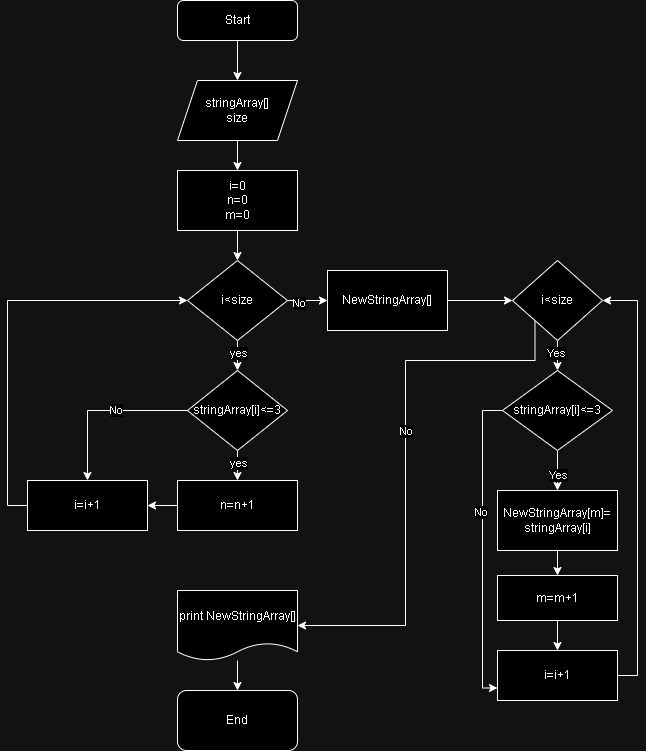 Start
stringArray[]
size
i=0
n=0
m=0
i<size
No
NewStringArray[]
i<size
yes
Yes
stringArray[i]<=3
No
stringArray[i]<=3
No
yes
Yes
i=i+1
n=n+1
No
NewStringArray[m]=
stringArray[i]
m=m+1
print NewStringArray[]
i=i+1
End